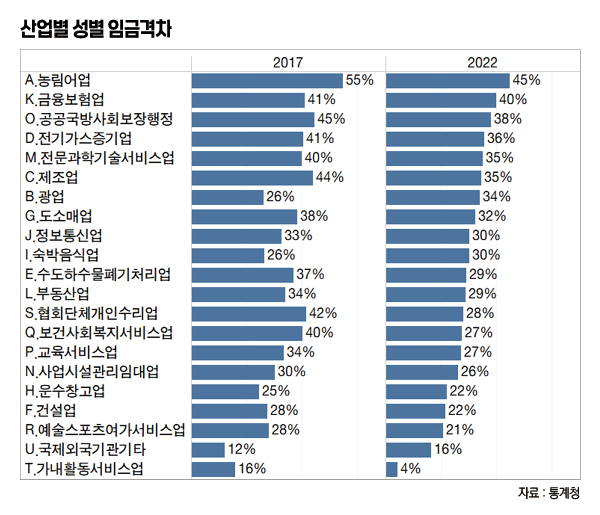 산업별 성별 임금격차
2017 2022
A.농림어업 55% 45%
K.금융보험업 41% 40%
O.공공국방사회보장행정 45% 38%
D.전기가스증기업 41% 36%
M.전문과학기술서비스업 40% 35%
C.제조업 44% 35%
B.광업 26% 34%
G.도소매업 38% 32%
J.정보통신업 33% 30%
I.숙박음식업 26% 30%
E.수도하수물폐기처리업 37% 29%
L.부동산업 34% 29%
S.협회단체개인수리업 42% 28%
Q.보건사회복지서비스업 40% 27%
P.교육서비스업 34% 27%
N.사업시설관리임대업 30% 26%
H.운수창고업 25% 22%
F.건설업 28% 22%
R.예술스포츠여가서비스업 28% 21%
U.국제외국기관기타 12% 16%
T.가내활동서비스업 16% 4%
자료 : 통계청